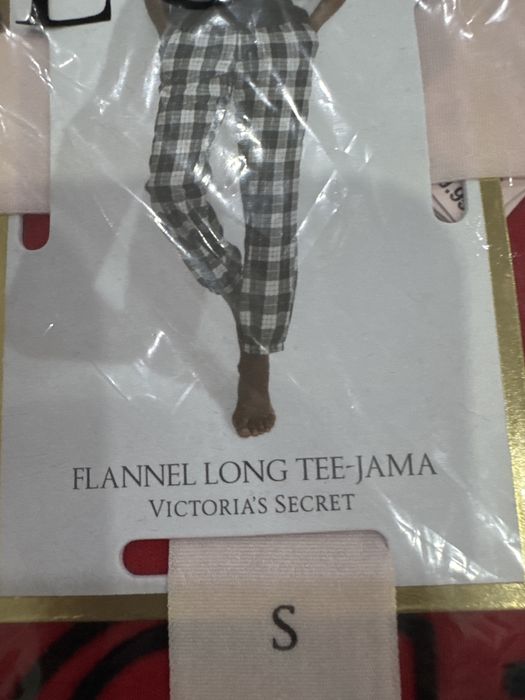 FLANNEL LONG TEE-JAMA
VICTORIA'S SECRET
S